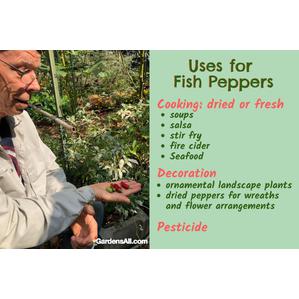 Uses for
Fish Peppers
Cooking: dried or fresh
• soups
• salsa
• stir fry
• fire cider
• Seafood
Decoration
• ornamental landscape plants
• dried peppers for wreaths
and flower arrangements
Pesticide
GardensAll.com